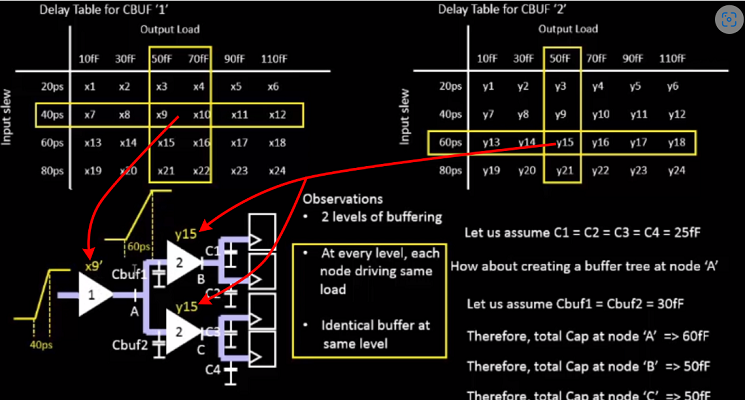 Delay Table for CBUF '1'
Output Load
10fF 30fF 50fF 70fF 90fF 110fF
Input slew
20ps x1 x2 x3 x4 x5 x6
40ps x7 x8 x9 x10 x11 x12
60ps x13 x14 x15 x16 x17 x18
80ps x19 x20 x21 x22 x23 x24
Delay Table for CBUF '2'
Output Load
10fF 30fF 50fF 70fF 90fF 110fF
Input slew
20ps y1 y2 y3 y4 y5 y6
40ps y7 y8 y9 y10 y11 y12
60ps y13 y14 y15 y16 y17 y18
80ps y19 y20 y21 y22 y23 y24
60ps
x9'
1
40ps
A
Cbuf1
Cbuf2
y15
2
B
C1
C2
y15
2
C
C3
C4
Observations
• 2 levels of buffering
• At every level, each
node driving same
load
• Identical buffer at
same level
Let us assume C1 = C2 = C3 = C4 = 25fF
How about creating a buffer tree at node 'A'
Let us assume Cbuf1 = Cbuf2 = 30fF
Therefore, total Cap at node 'A' => 60fF
Therefore, total Cap at node 'B' => 50fF
Therefore, total Cap at node 'C' => 50fF